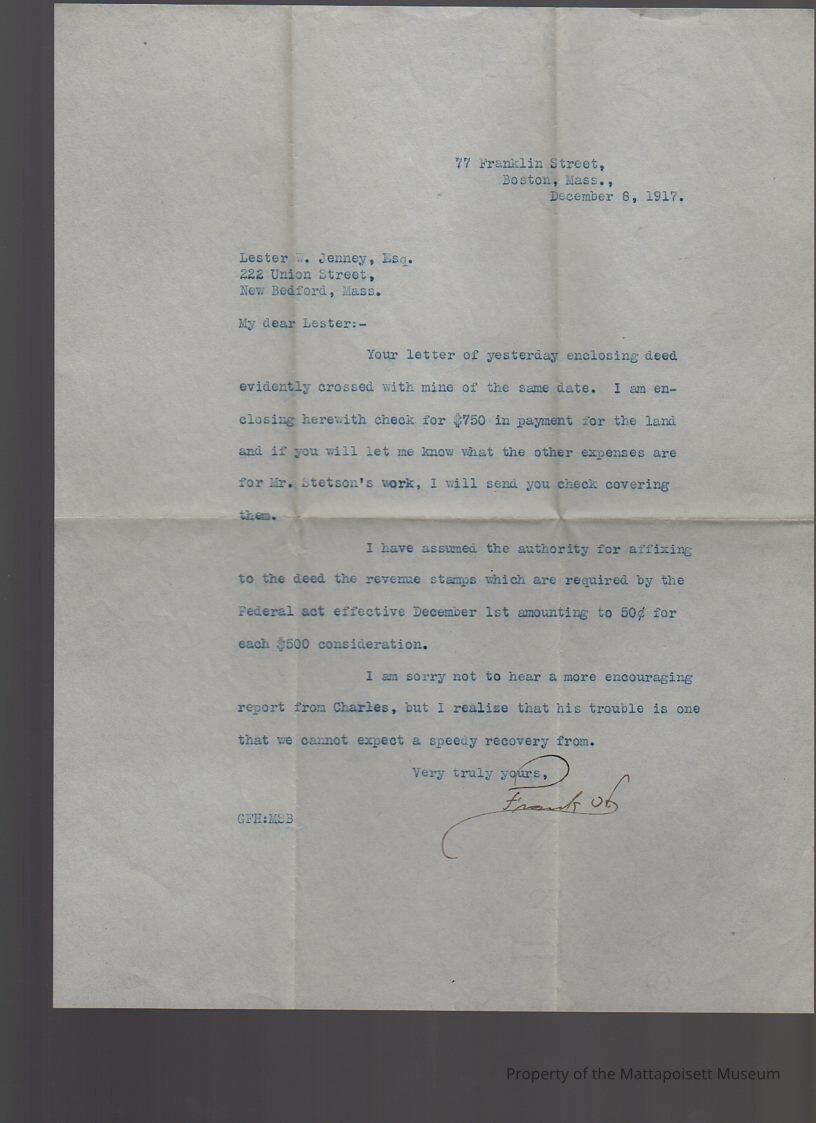 77 Franklin Street,
Boston, Mass.,
December 8, 1917.
Lester W. Jenney, Esq.
222 Union Street,
New Bedford, Mass.
My dear Lester:-
Your letter of yesterday enclosing deed
evidently crossed with mine of the same date. I am en-
closing herewith check for $750 in payment for the land
and if you will let me know what the other expenses are
for Mr. Stetson's work, I will send you check covering
them.
I have assumed the authority for affixing
to the deed the revenue stamps which are required by the
Federal act effective December 1st amounting to 50¢ for
each $500 consideration.
I am sorry not to hear a more encouraging
report from Charles, but I realize that his trouble is one
that we cannot expect a speedy recovery from.
Very truly yours,
Frank
GFH:MSB
Property of the Mattapoisett Museum